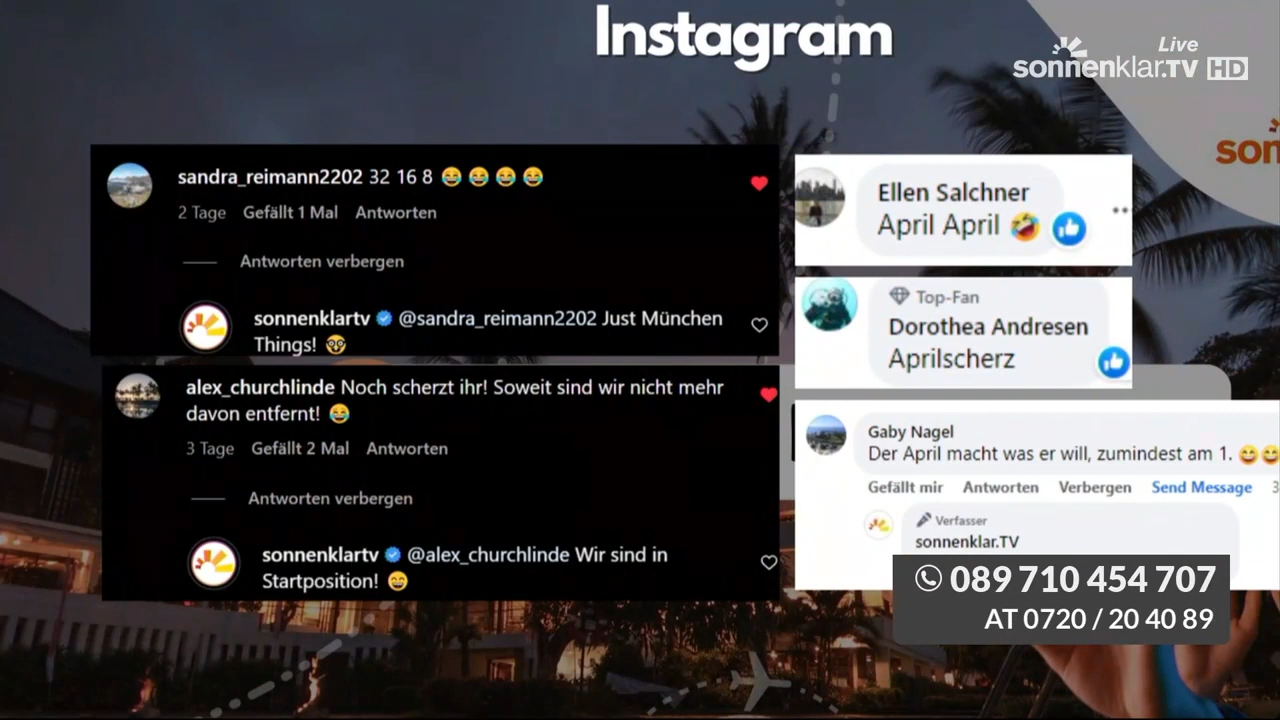 Instagram
Live
sonnenklar.TV HD
son
sandra_reimann2202 32 16 8 😂 😂 😂 😂
2 Tage Gefällt 1 Mal Antworten
Antworten verbergen
sonnenklartv @sandra_reimann2202 Just München
Things! 🥸
alex_churchlinde Noch scherzt ihr! Soweit sind wir nicht mehr
davon entfernt! 😂
3 Tage Gefällt 2 Mal Antworten
Antworten verbergen
sonnenklartv @alex_churchlinde Wir sind in
Startposition! 😄
Ellen Salchner
April April 🤣
Top-Fan
Dorothea Andresen
Aprilscherz
Gaby Nagel
Der April macht was er will, zumindest am 1. 😄😄
Gefällt mir Antworten Verbergen Send Message 3
Verfasser
sonnenklar.TV
089 710 454 707
AT 0720 / 20 40 89